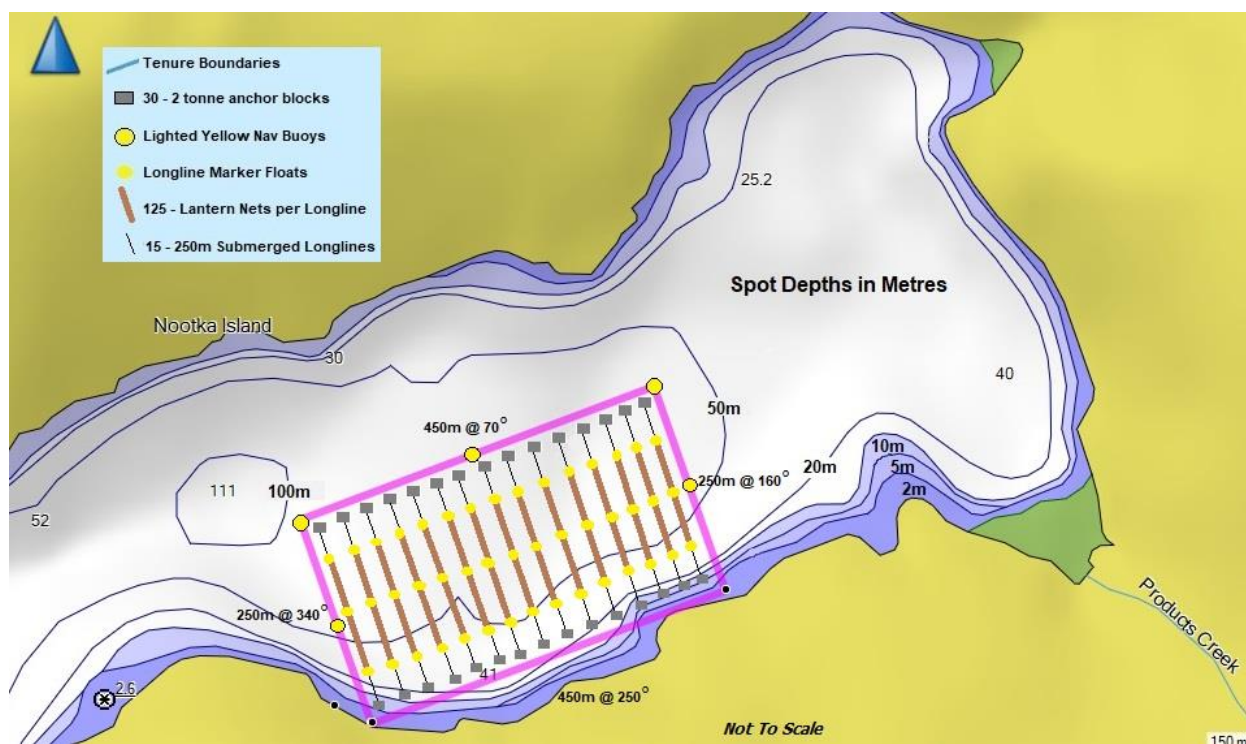 Tenure Boundaries
30 - 2 tonne anchor blocks
Lighted Yellow Nav Buoys
Longline Marker Floats
125 - Lantern Nets per Longline
15 - 250m Submerged Longlines
25.2
Spot Depths in Metres
Nootka Island
30
40
50m
450m @ 70°
10m
20m
5m
250m @ 160°
2m
111
100m
52
250m @ 340°
Products Creek
41
2.6
450m @ 250°
Not To Scale
150 m